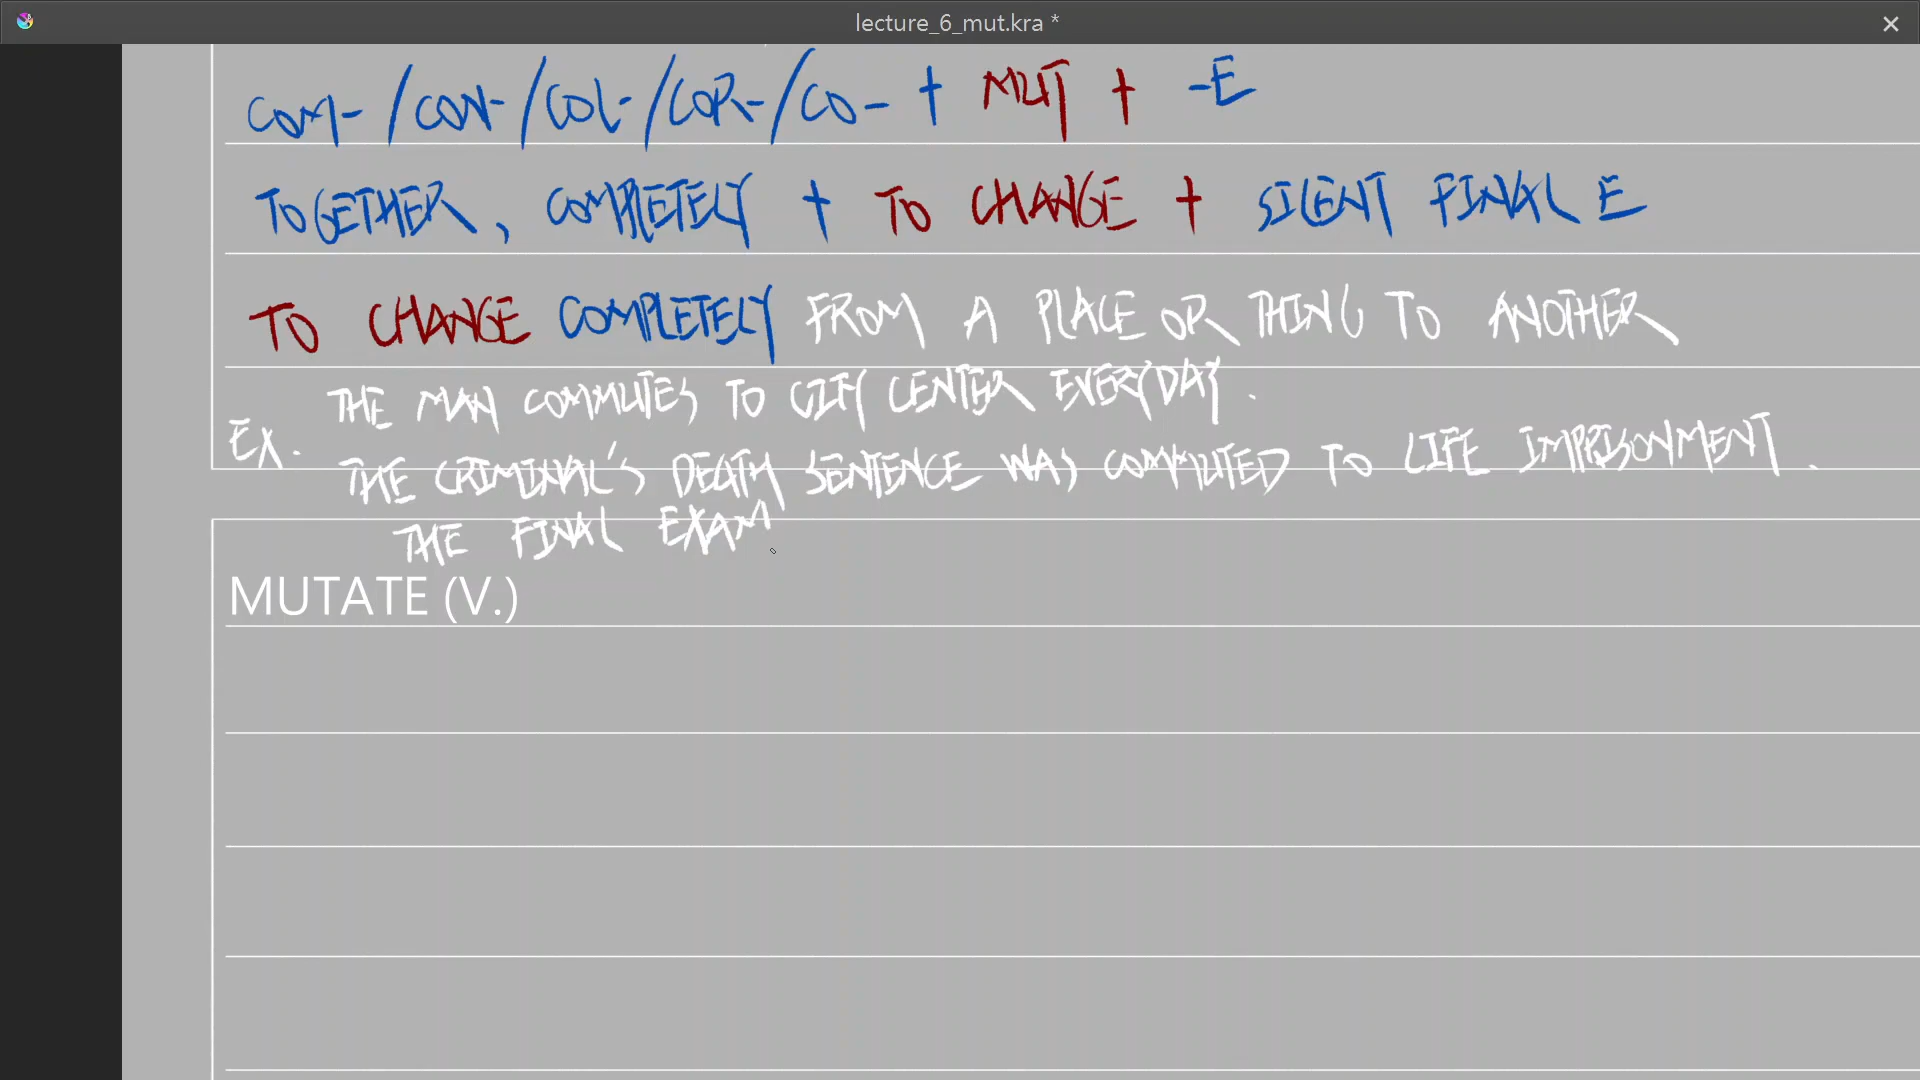 lecture_6_mut.kra *
COM- / CON- / COL- / COR- / CO- + MUT + -E
TOGETHER, COMPLETELY + TO CHANGE + SILENT FINAL E
TO CHANGE COMPLETELY FROM A PLACE OR THING TO ANOTHER
THE MAN COMMUTES TO CITY CENTER EVERYDAY.
EX. THE CRIMINAL'S DEATH SENTENCE WAS COMMUTED TO LIFE IMPRISONMENT.
THE FINAL EXAM
MUTATE (V.)